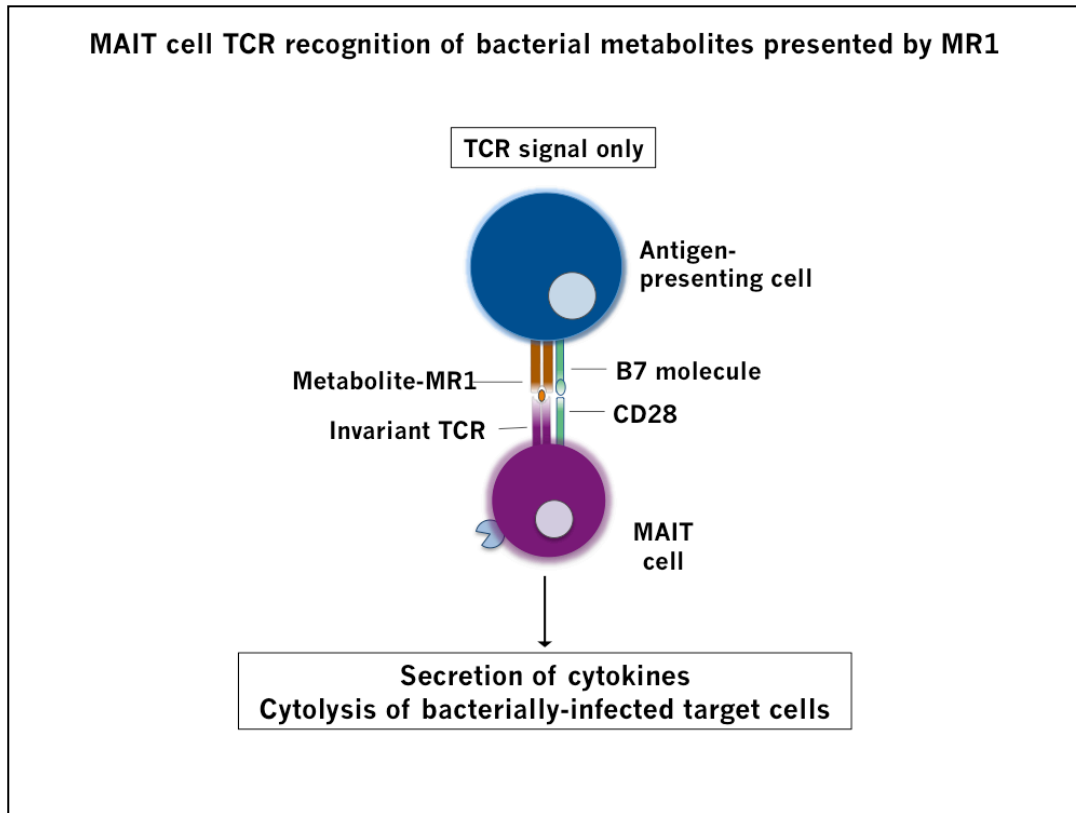 MAIT cell TCR recognition of bacterial metabolites presented by MR1
TCR signal only
Antigen-
presenting cell
Metabolite-MR1
B7 molecule
CD28
Invariant TCR
MAIT
cell
Secretion of cytokines
Cytolysis of bacterially-infected target cells